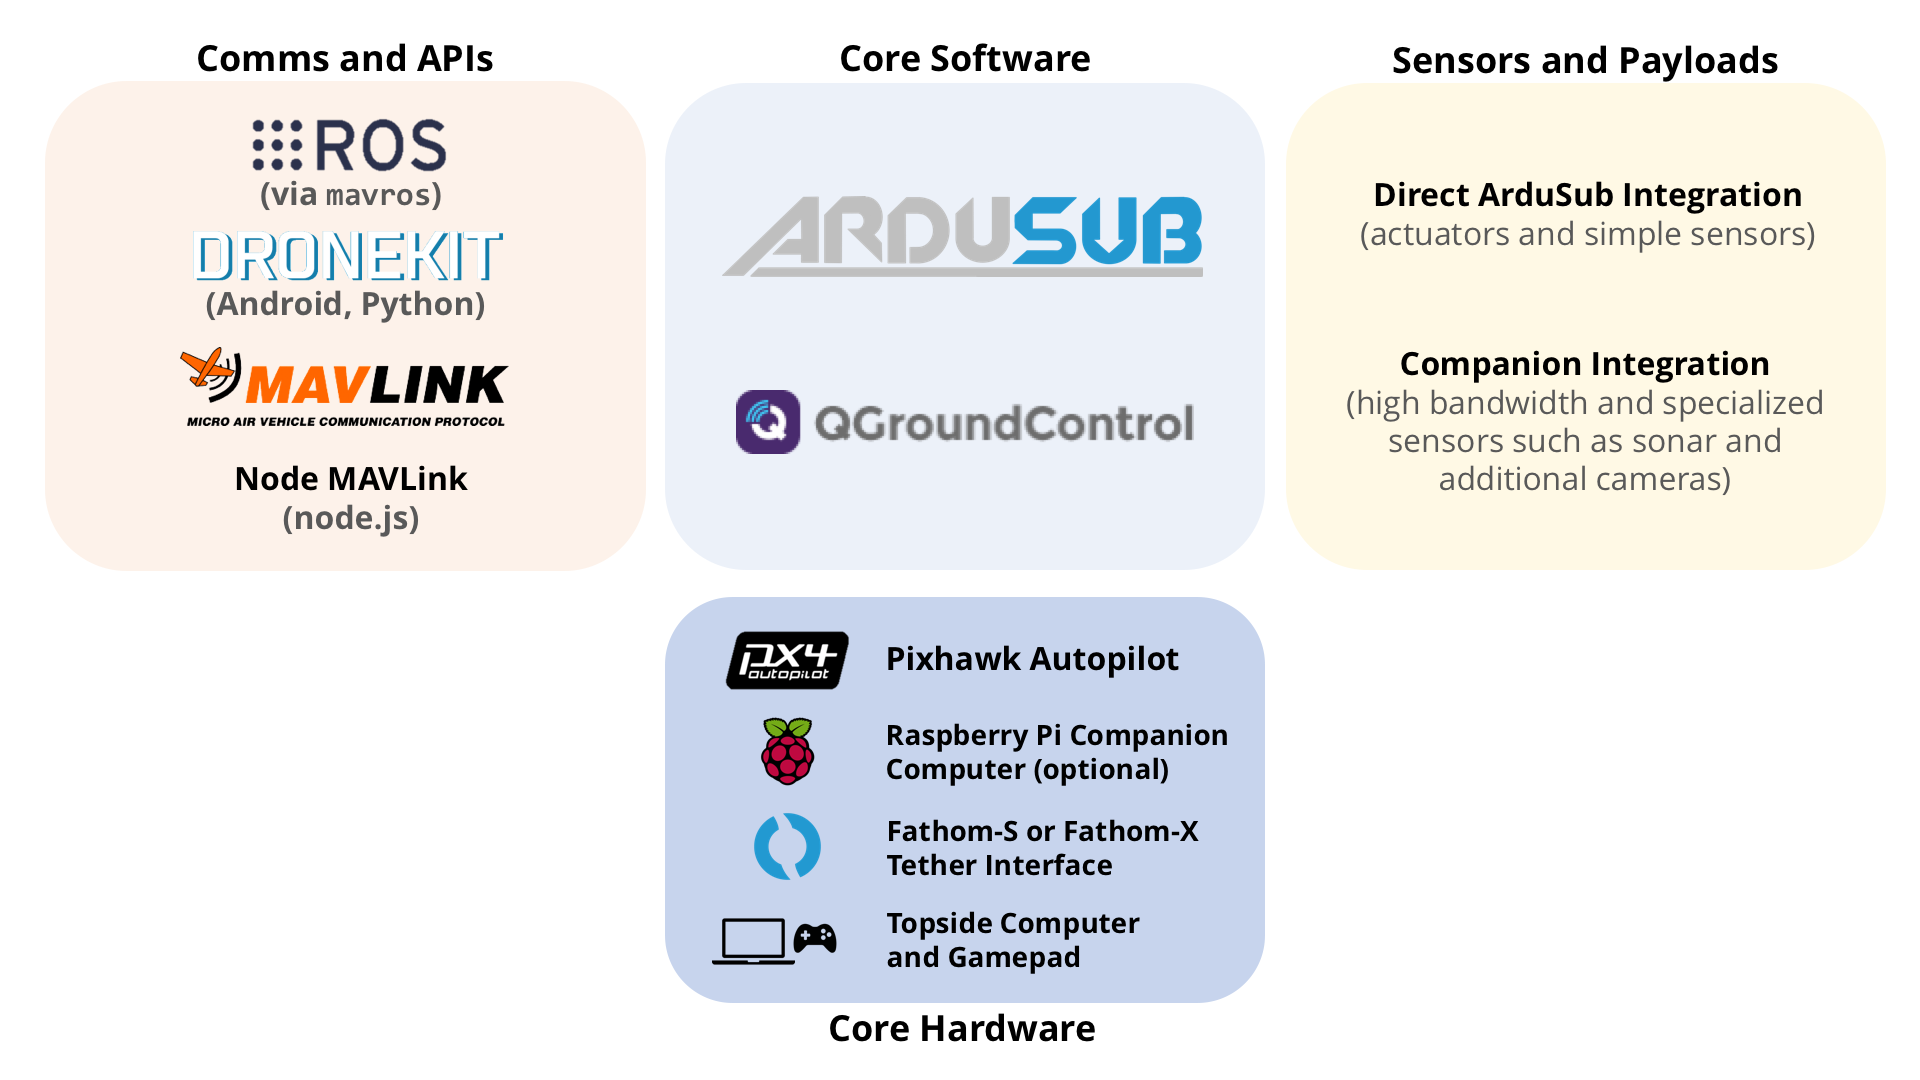 Comms and APIs
ROS
(via mavros)
DRONEKIT
(Android, Python)
MAVLINK
MICRO AIR VEHICLE COMMUNICATION PROTOCOL
Node MAVLink
(node.js)
Core Software
ARDUSUB
QGroundControl
Sensors and Payloads
Direct ArduSub Integration
(actuators and simple sensors)
Companion Integration
(high bandwidth and specialized
sensors such as sonar and
additional cameras)
px4
autopilot
Pixhawk Autopilot
Raspberry Pi Companion
Computer (optional)
Fathom-S or Fathom-X
Tether Interface
Topside Computer
and Gamepad
Core Hardware